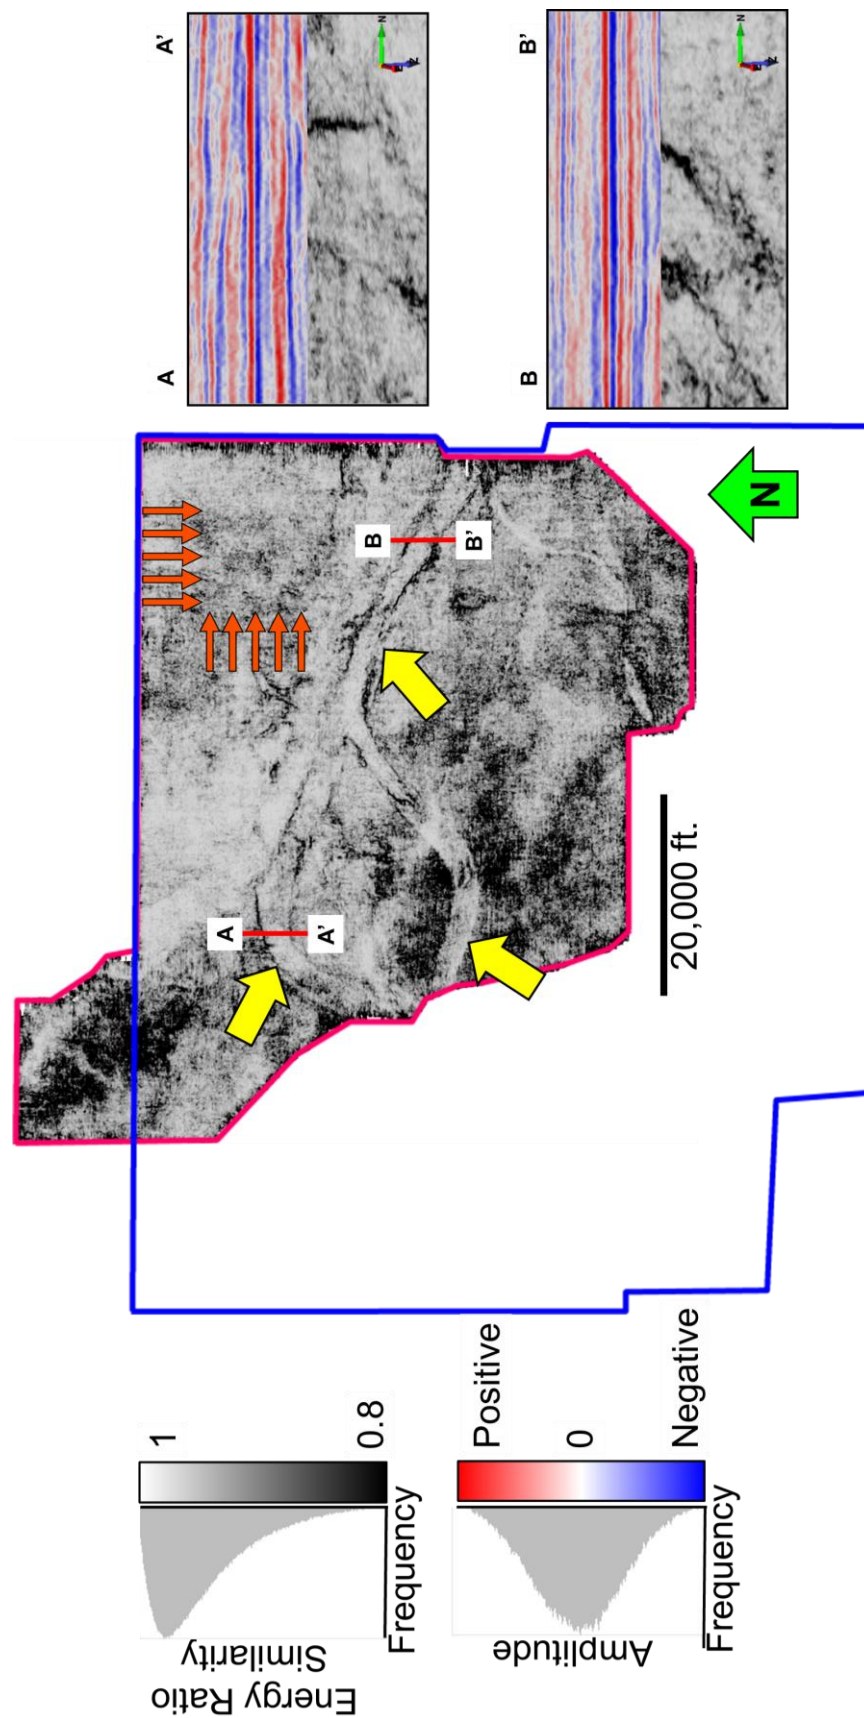 Energy Ratio
Similarity
1
0.8
Frequency
Amplitude
Positive
0
Negative
Frequency
A
A'
B
B'
20,000 ft.
N
A
A'
N
B
B'
N